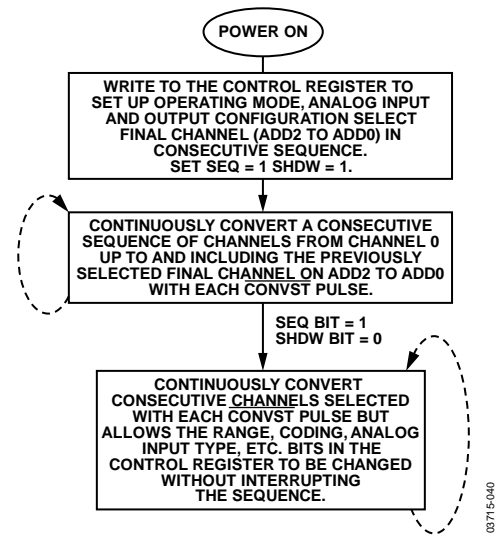 POWER ON
WRITE TO THE CONTROL REGISTER TO
SET UP OPERATING MODE, ANALOG INPUT
AND OUTPUT CONFIGURATION SELECT
FINAL CHANNEL (ADD2 TO ADD0) IN
CONSECUTIVE SEQUENCE.
SET SEQ = 1 SHDW = 1.
CONTINUOUSLY CONVERT A CONSECUTIVE
SEQUENCE OF CHANNELS FROM CHANNEL 0
UP TO AND INCLUDING THE PREVIOUSLY
SELECTED FINAL CHANNEL ON ADD2 TO ADD0
WITH EACH CONVST PULSE.
SEQ BIT = 1
SHDW BIT = 0
CONTINUOUSLY CONVERT
CONSECUTIVE CHANNELS SELECTED
WITH EACH CONVST PULSE BUT
ALLOWS THE RANGE, CODING, ANALOG
INPUT TYPE, ETC. BITS IN THE
CONTROL REGISTER TO BE CHANGED
WITHOUT INTERRUPTING
THE SEQUENCE.
03715-040